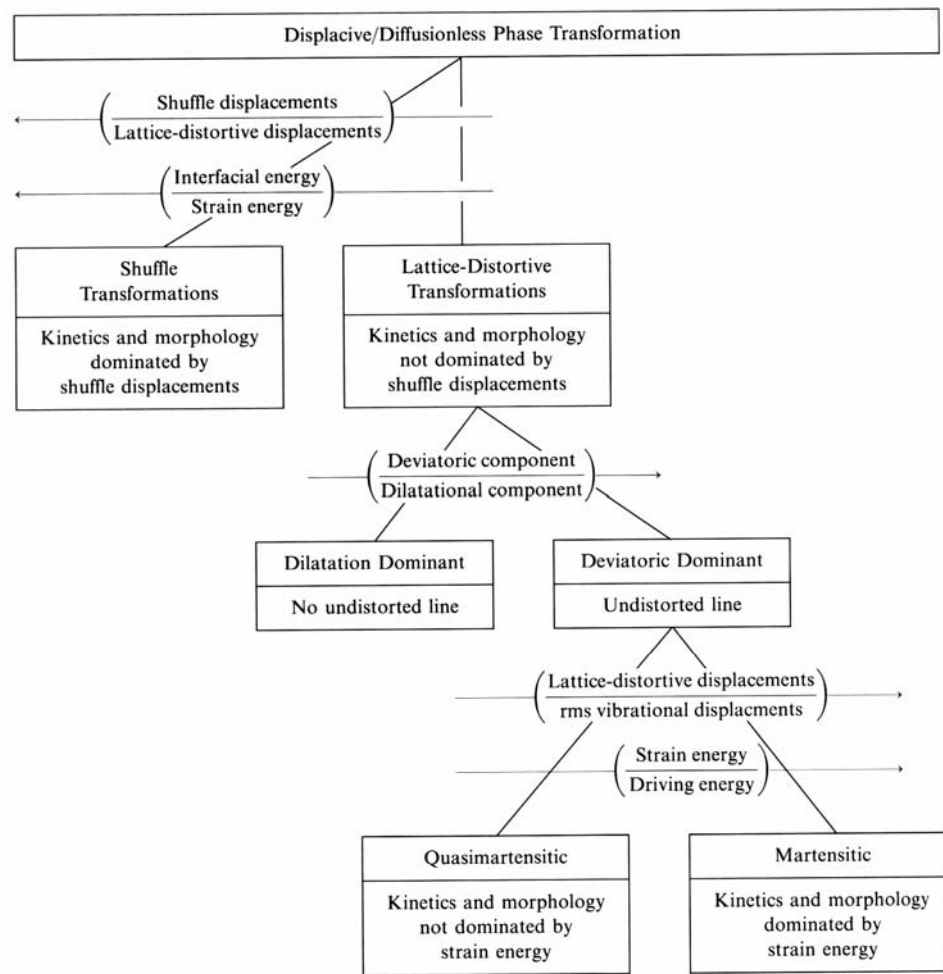 Displacive/Diffusionless Phase Transformation
Shuffle displacements
Lattice-distortive displacements
Interfacial energy
Strain energy
Shuffle
Transformations
Kinetics and morphology
dominated by
shuffle displacements
Lattice-Distortive
Transformations
Kinetics and morphology
not dominated by
shuffle displacements
Deviatoric component
Dilatational component
Dilatation Dominant
No undistorted line
Deviatoric Dominant
Undistorted line
Lattice-distortive displacements
rms vibrational displacments
Strain energy
Driving energy
Quasimartensitic
Kinetics and morphology
not dominated by
strain energy
Martensitic
Kinetics and morphology
dominated by
strain energy